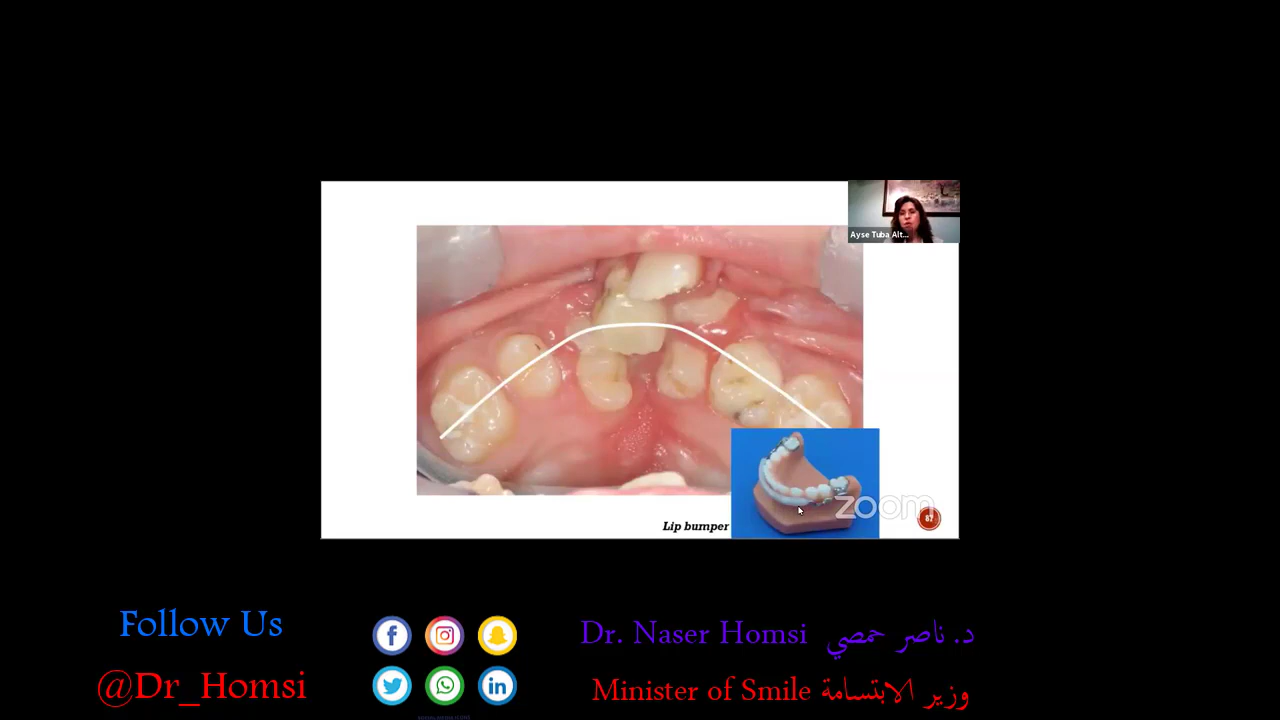 Ayse Tuba Alt...
Lip bumper
zoom
67
Follow Us
@Dr_Homsi
Dr. Naser Homsi د. ناصر حمصي
Minister of Smile وزير الابتسامة